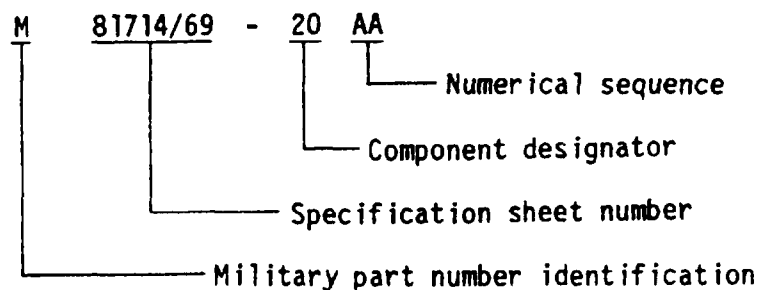 M 81714/69 - 20 AA
Numerical sequence
Component designator
Specification sheet number
Military part number identification